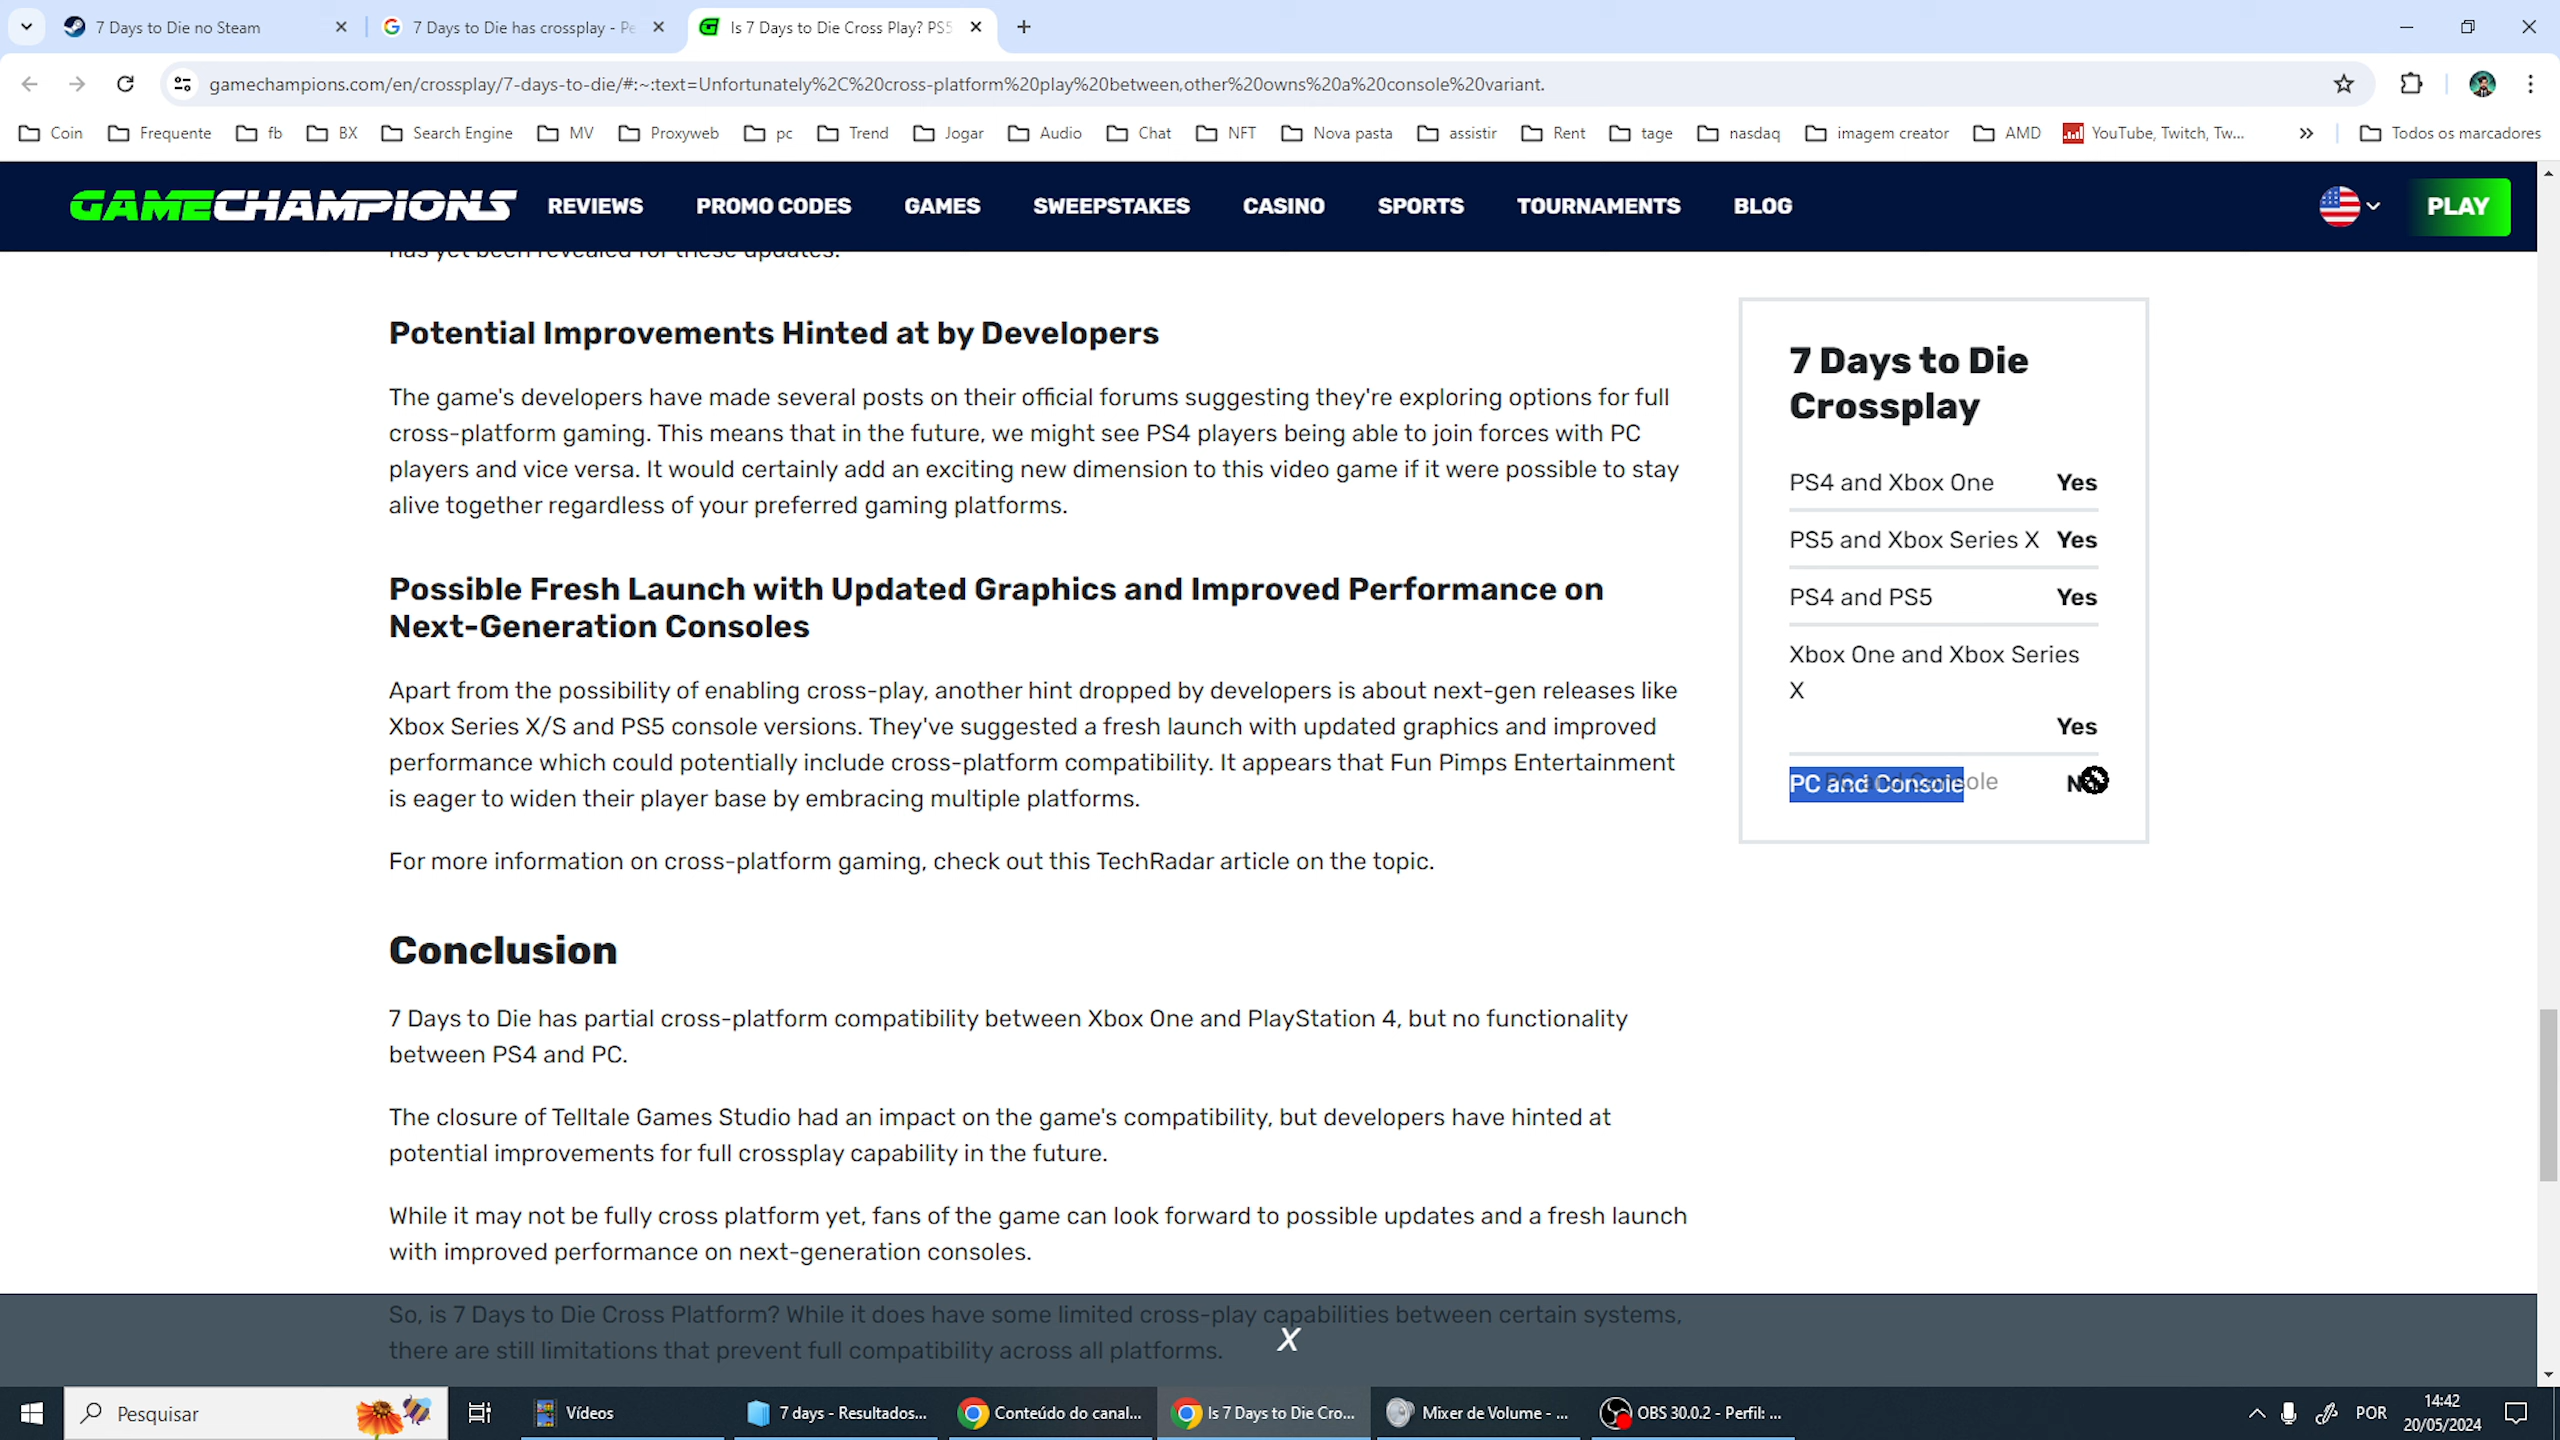 7 Days to Die no Steam
7 Days to Die has crossplay - Pe
Is 7 Days to Die Cross Play? PS5
gamechampions.com/en/crossplay/7-days-to-die/#:~:text=Unfortunately%2C%20cross-platform%20play%20between,other%20owns%20a%20console%20variant.
Coin Frequente fb BX Search Engine MV Proxyweb pc Trend Jogar Audio Chat NFT Nova pasta assistir Rent tage nasdaq imagem creator AMD YouTube, Twitch, Tw... » Todos os marcadores
GAMECHAMPIONS REVIEWS PROMO CODES GAMES SWEEPSTAKES CASINO SPORTS TOURNAMENTS BLOG PLAY
has yet been revealed for these updates.
Potential Improvements Hinted at by Developers
The game's developers have made several posts on their official forums suggesting they're exploring options for full
cross-platform gaming. This means that in the future, we might see PS4 players being able to join forces with PC
players and vice versa. It would certainly add an exciting new dimension to this video game if it were possible to stay
alive together regardless of your preferred gaming platforms.
Possible Fresh Launch with Updated Graphics and Improved Performance on
Next-Generation Consoles
Apart from the possibility of enabling cross-play, another hint dropped by developers is about next-gen releases like
Xbox Series X/S and PS5 console versions. They've suggested a fresh launch with updated graphics and improved
performance which could potentially include cross-platform compatibility. It appears that Fun Pimps Entertainment
is eager to widen their player base by embracing multiple platforms.
For more information on cross-platform gaming, check out this TechRadar article on the topic.
Conclusion
7 Days to Die has partial cross-platform compatibility between Xbox One and PlayStation 4, but no functionality
between PS4 and PC.
The closure of Telltale Games Studio had an impact on the game's compatibility, but developers have hinted at
potential improvements for full crossplay capability in the future.
While it may not be fully cross platform yet, fans of the game can look forward to possible updates and a fresh launch
with improved performance on next-generation consoles.
So, is 7 Days to Die Cross Platform? While it does have some limited cross-play capabilities between certain systems,
there are still limitations that prevent full compatibility across all platforms.
X
7 Days to Die
Crossplay
PS4 and Xbox One Yes
PS5 and Xbox Series X Yes
PS4 and PS5 Yes
Xbox One and Xbox Series
X
Yes
PC and Console
Pesquisar
Vídeos
7 days - Resultados...
Conteúdo do canal...
Is 7 Days to Die Cro...
Mixer de Volume - ...
OBS 30.0.2 - Perfil: ...
POR
14:42
20/05/2024